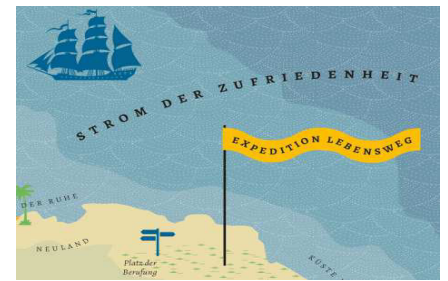 STROM DER ZUFRIEDENHEIT
EXPEDITION LEBENSWEG
DER RUHE
NEULAND
Platz der
Berufung
KÜSTE